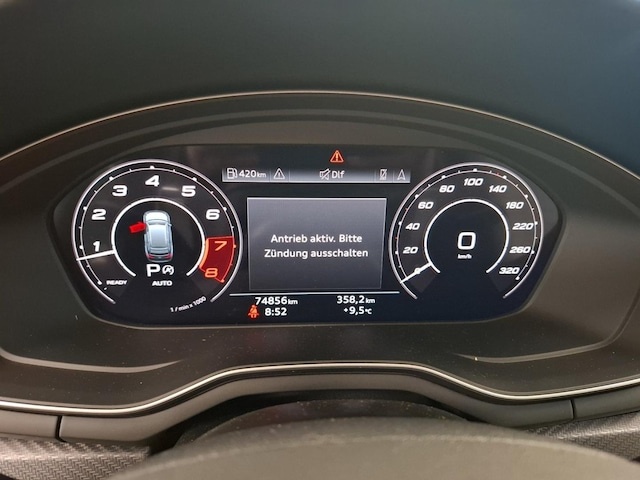 420km Dlf
Antrieb aktiv. Bitte
Zündung ausschalten
1 2 3 4 5 6 7 8
READY
P A
AUTO
1 / min x 1000
0
km/h
0 20 40 60 80 100 120 140 180 220 260 320
74856km 358,2km
8:52 +9,5°C